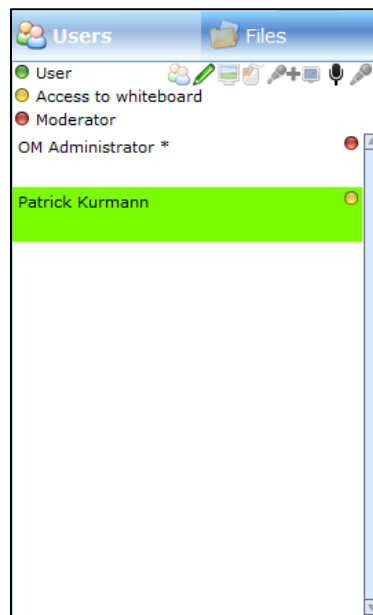 Users Files
User
Access to whiteboard
Moderator
OM Administrator *
Patrick Kurmann